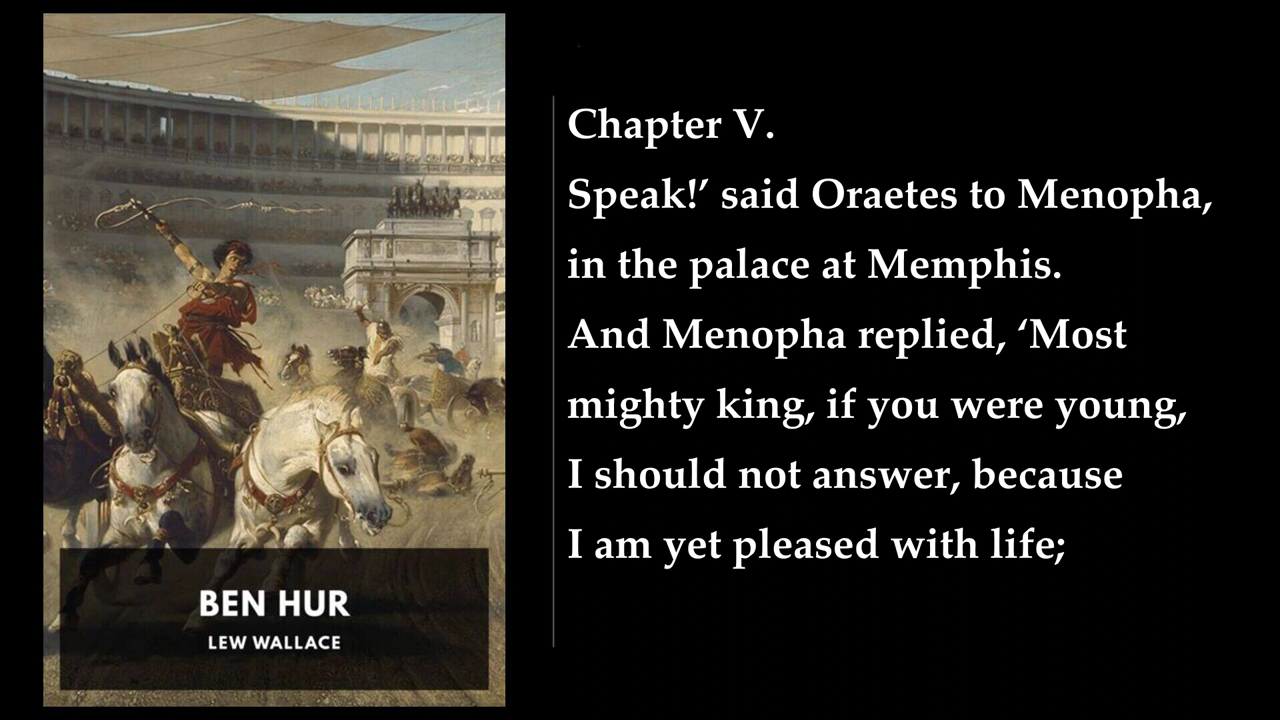 BEN HUR
LEW WALLACE
Chapter V.
Speak!’ said Oraetes to Menopha,
in the palace at Memphis.
And Menopha replied, ‘Most
mighty king, if you were young,
I should not answer, because
I am yet pleased with life;